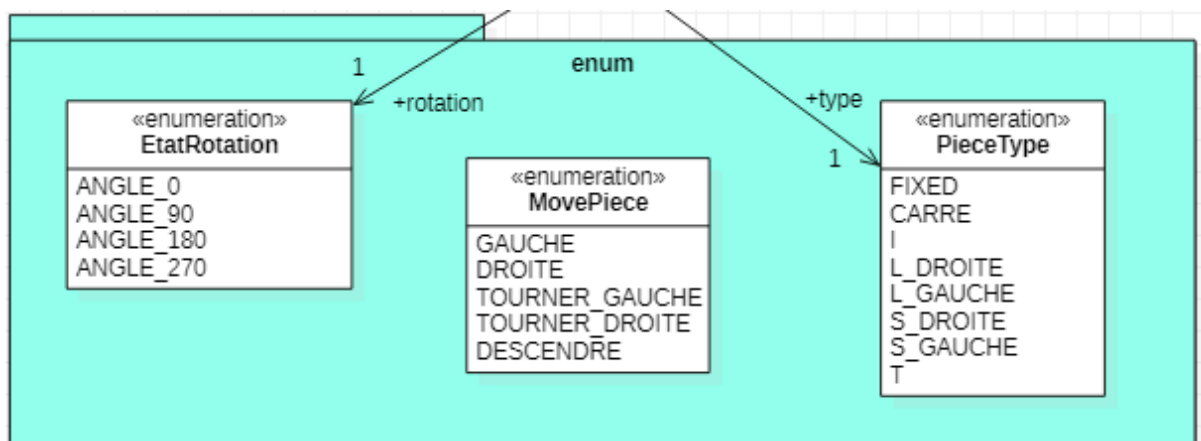 enum
1
+rotation
«enumeration»
EtatRotation
ANGLE_0
ANGLE_90
ANGLE_180
ANGLE_270
«enumeration»
MovePiece
GAUCHE
DROITE
TOURNER_GAUCHE
TOURNER_DROITE
DESCENDRE
+type
1
«enumeration»
PieceType
FIXED
CARRE
I
L_DROITE
L_GAUCHE
S_DROITE
S_GAUCHE
T